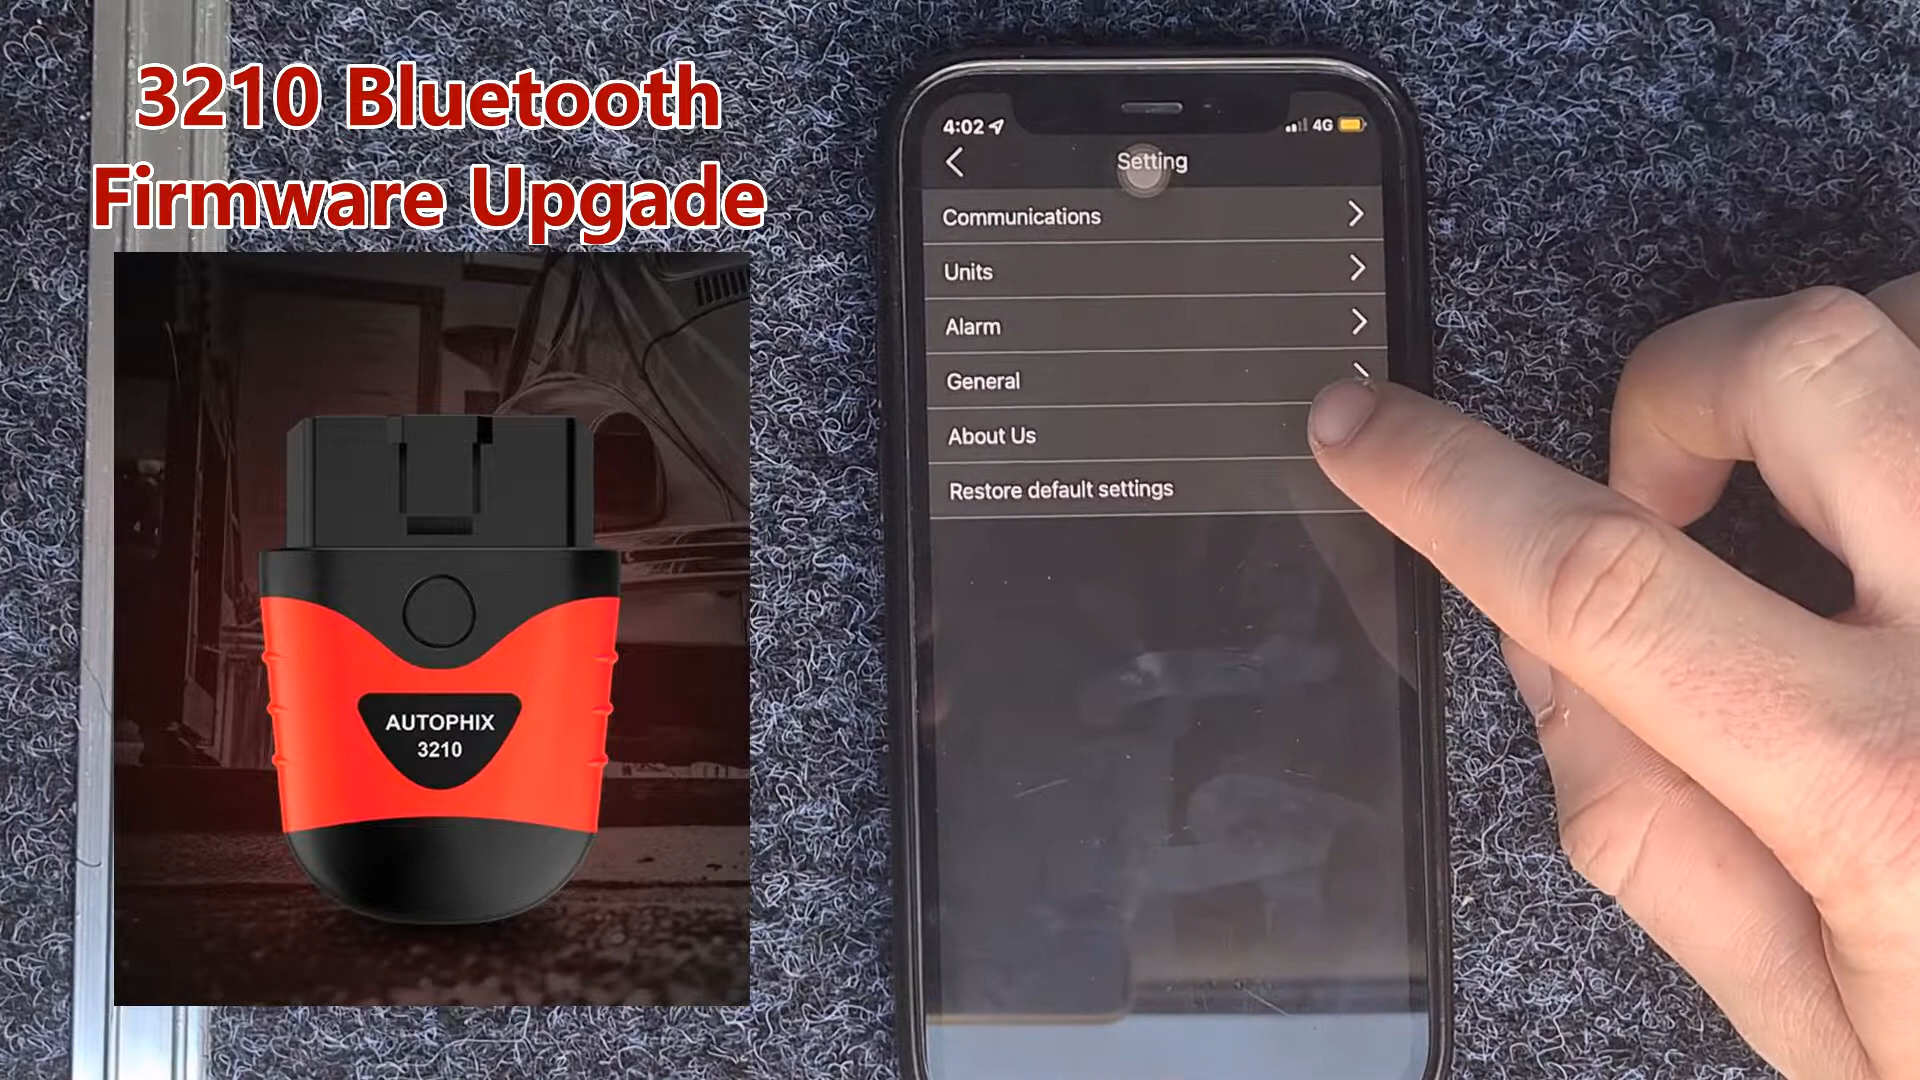 3210 Bluetooth
Firmware Upgade
AUTOPHIX
3210
4:02
4G
Setting
Communications
Units
Alarm
General
About Us
Restore default settings